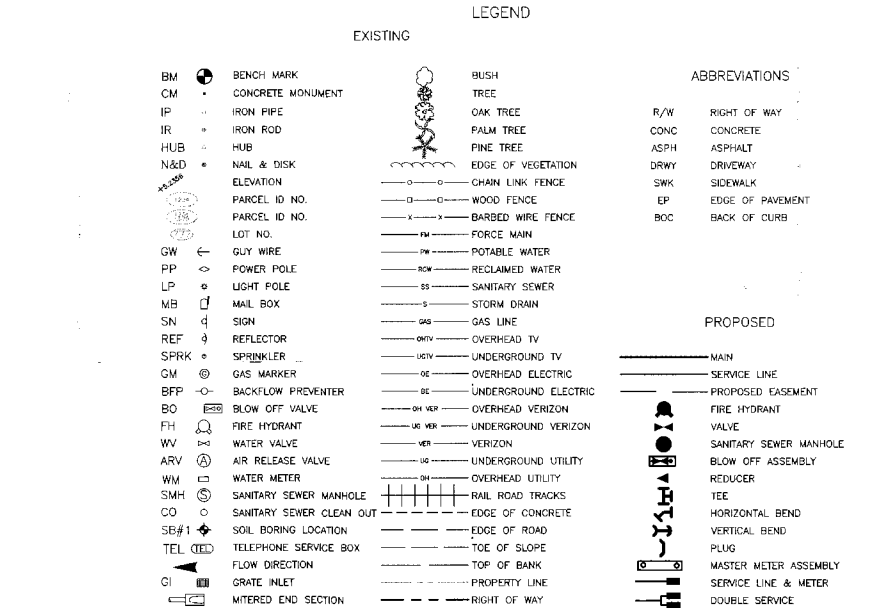 LEGEND
EXISTING
BM BENCH MARK
CM CONCRETE MONUMENT
IP IRON PIPE
IR IRON ROD
HUB HUB
N&D NAIL & DISK
ELEVATION
PARCEL ID NO.
PARCEL ID NO.
LOT NO.
GW GUY WIRE
PP POWER POLE
LP LIGHT POLE
MB MAIL BOX
SN SIGN
REF REFLECTOR
SPRK SPRINKLER
GM GAS MARKER
BFP BACKFLOW PREVENTER
BO BLOW OFF VALVE
FH FIRE HYDRANT
WV WATER VALVE
ARV A AIR RELEASE VALVE
WM WATER METER
SMH S SANITARY SEWER MANHOLE
CO SANITARY SEWER CLEAN OUT
SB#1 SOIL BORING LOCATION
TEL TEL TELEPHONE SERVICE BOX
FLOW DIRECTION
GI GRATE INLET
MITERED END SECTION
BUSH
TREE
OAK TREE
PALM TREE
PINE TREE
EDGE OF VEGETATION
CHAIN LINK FENCE
WOOD FENCE
X X BARBED WIRE FENCE
FM FORCE MAIN
PW POTABLE WATER
RCW RECLAIMED WATER
SS SANITARY SEWER
S STORM DRAIN
GAS GAS LINE
OHTV OVERHEAD TV
UGTV UNDERGROUND TV
OE OVERHEAD ELECTRIC
BE UNDERGROUND ELECTRIC
OH VER OVERHEAD VERIZON
UG VER UNDERGROUND VERIZON
VER VERIZON
UG UNDERGROUND UTILITY
OH OVERHEAD UTILITY
RAIL ROAD TRACKS
EDGE OF CONCRETE
EDGE OF ROAD
TOE OF SLOPE
TOP OF BANK
PROPERTY LINE
RIGHT OF WAY
ABBREVIATIONS
R/W RIGHT OF WAY
CONC CONCRETE
ASPH ASPHALT
DRWY DRIVEWAY
SWK SIDEWALK
EP EDGE OF PAVEMENT
BOC BACK OF CURB
PROPOSED
MAIN
SERVICE LINE
PROPOSED EASEMENT
FIRE HYDRANT
VALVE
SANITARY SEWER MANHOLE
BLOW OFF ASSEMBLY
REDUCER
TEE
HORIZONTAL BEND
VERTICAL BEND
PLUG
MASTER METER ASSEMBLY
SERVICE LINE & METER
DOUBLE SERVICE